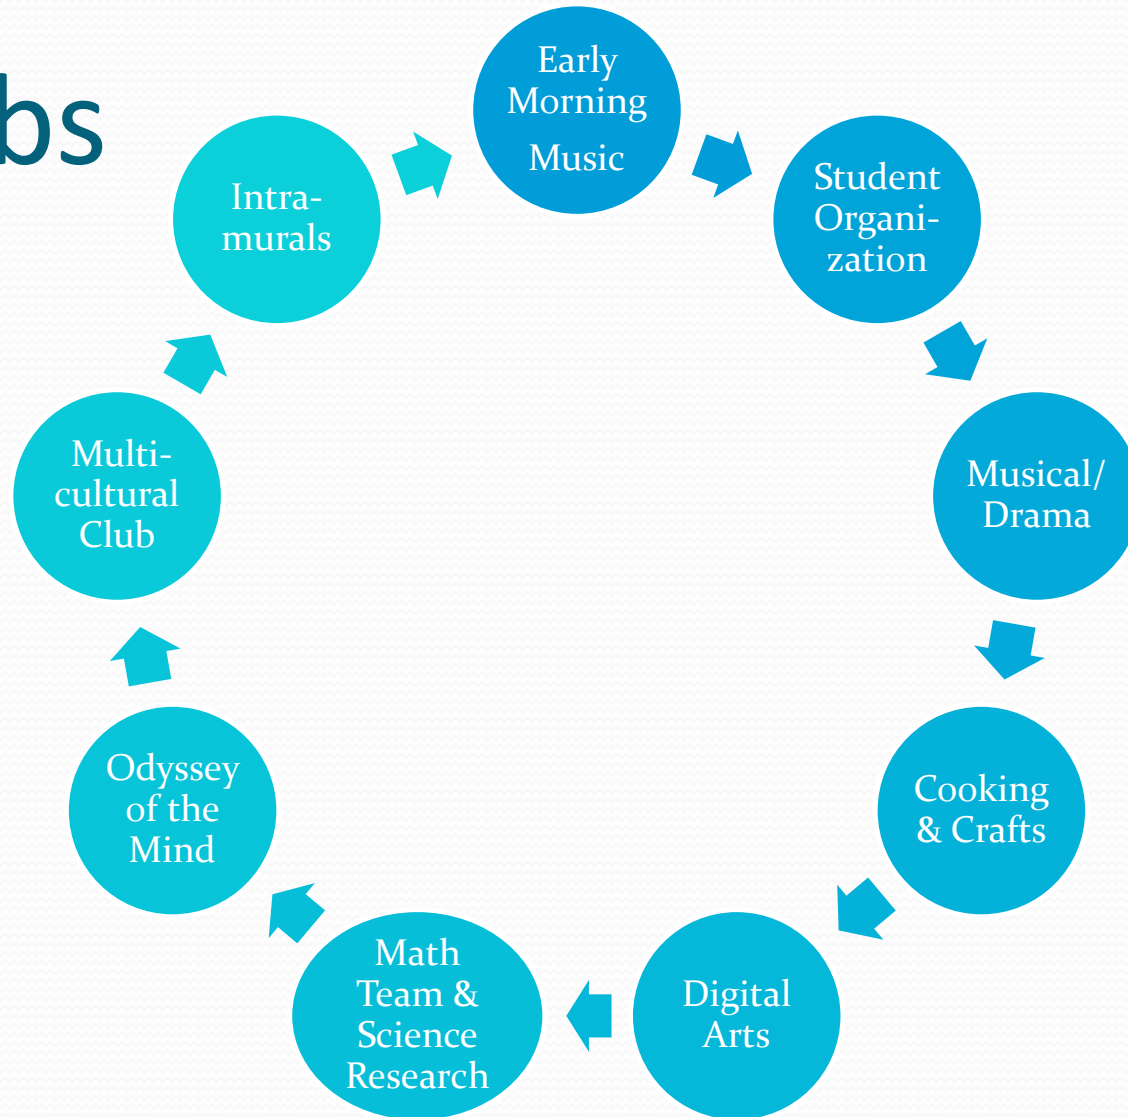 bs
Early
Morning
Music
Student
Organi-
zation
Musical/
Drama
Cooking
& Crafts
Digital
Arts
Math
Team &
Science
Research
Odyssey
of the
Mind
Multi-
cultural
Club
Intra-
murals